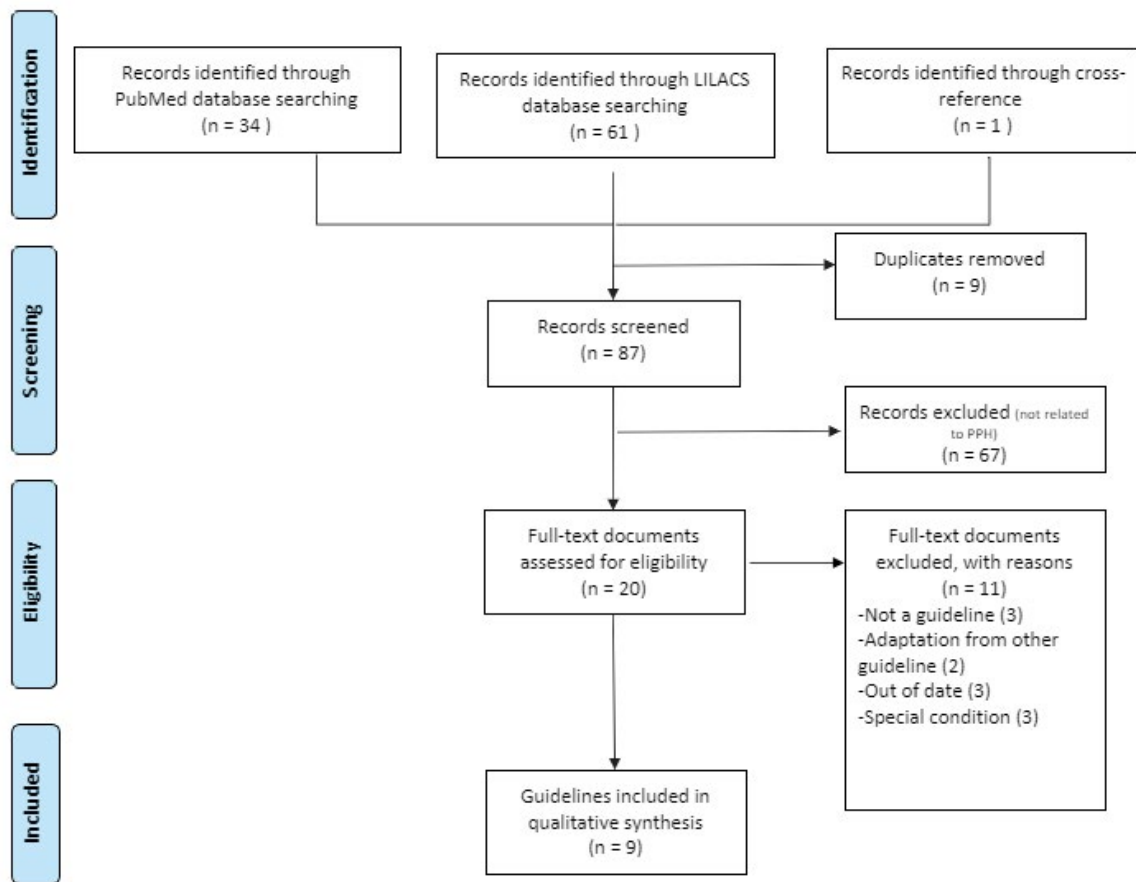 Identification
Records identified through
PubMed database searching
(n = 34 )
Records identified through LILACS
database searching
(n = 61 )
Records identified through cross-
reference
(n = 1 )
Screening
Duplicates removed
(n = 9)
Records screened
(n = 87)
Records excluded (not related
to PPH)
(n = 67)
Eligibility
Full-text documents
assessed for eligibility
(n = 20)
Full-text documents
excluded, with reasons
(n = 11)
-Not a guideline (3)
-Adaptation from other
guideline (2)
-Out of date (3)
-Special condition (3)
Included
Guidelines included in
qualitative synthesis
(n = 9)